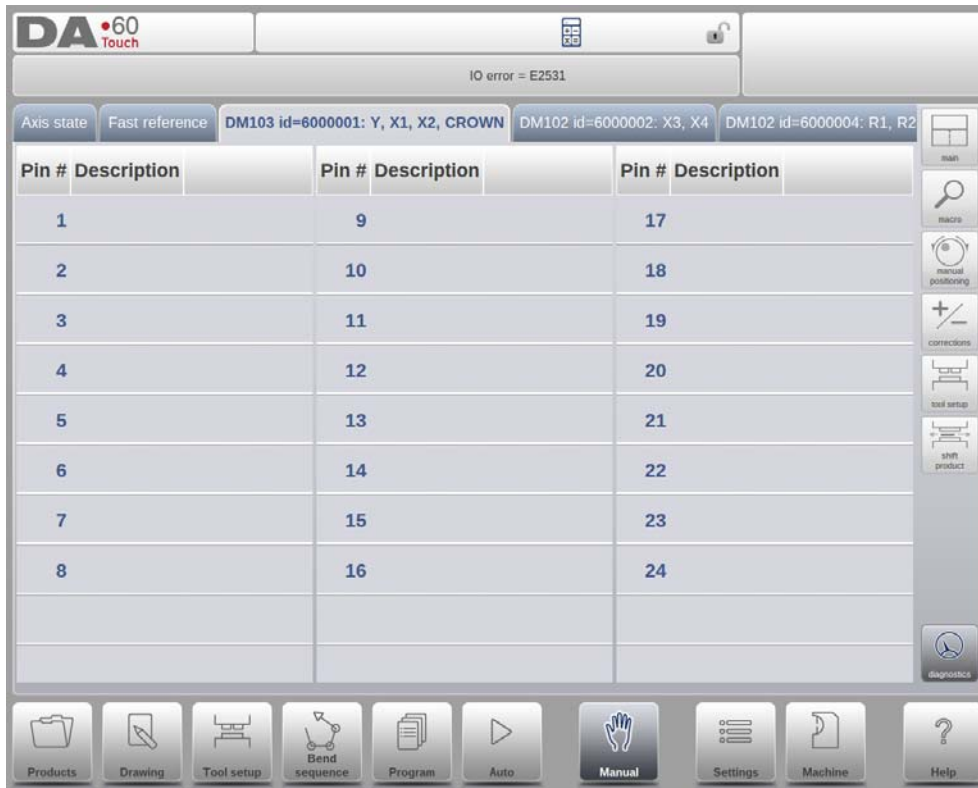 DA•60
Touch
IO error = E2531
Axis state
Fast reference
DM103 id=6000001: Y, X1, X2, CROWN
DM102 id=6000002: X3, X4
DM102 id=6000004: R1, R2
Pin # Description Pin # Description Pin # Description
1 9 17
2 10 18
3 11 19
4 12 20
5 13 21
6 14 22
7 15 23
8 16 24
main
macro
manual
positioning
corrections
tool setup
shift
product
diagnostics
Products
Drawing
Tool setup
Bend
sequence
Program
Auto
Manual
Settings
Machine
Help